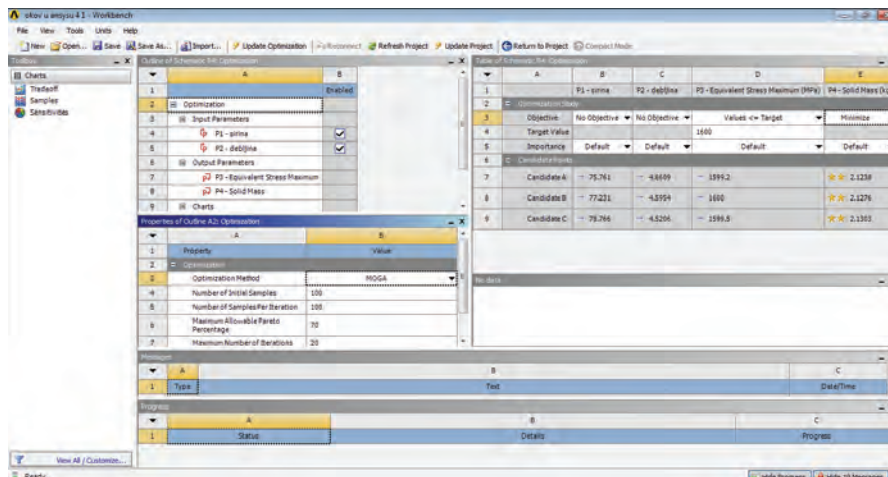 okov u ansysu 4 1 - Workbench
File View Tools Units Help
New Open... Save Save As... Import... Update Optimization Reconnect Refresh Project Update Project Return to Project Compact Mode
Toolbox
Charts
Tradeoff
Samples
Sensitivities
View All / Customize...
Outline of Schematic B4: Optimization
A B
1 Enabled
2 Optimization
3 Input Parameters
4 P1 - sirina
5 P2 - debljina
6 Output Parameters
7 P3 - Equivalent Stress Maximum
8 P4 - Solid Mass
9 Charts
Properties of Outline A2: Optimization
A B
1 Property Value
2 Optimization
3 Optimization Method MOGA
4 Number of Initial Samples 100
5 Number of Samples Per Iteration 100
6 Maximum Allowable Pareto Percentage 70
7 Maximum Number of Iterations 20
Table of Schematic B4: Optimization
A B C D E
1 P1 - sirina P2 - debljina P3 - Equivalent Stress Maximum (MPa) P4 - Solid Mass (kg
2 Optimization Study
3 Objective No Objective No Objective Values <= Target Minimize
4 Target Value 1600
5 Importance Default Default Default Default
6 Candidate Points
7 Candidate A 75.761 4.6609 1599.2 2.1238
8 Candidate B 77.231 4.5954 1600 2.1276
9 Candidate C 78.766 4.5206 1599.5 2.1303
No data
Messages
A B C
1 Type Text Date/Time
Progress
A B C
1 Status Details Progress
Ready